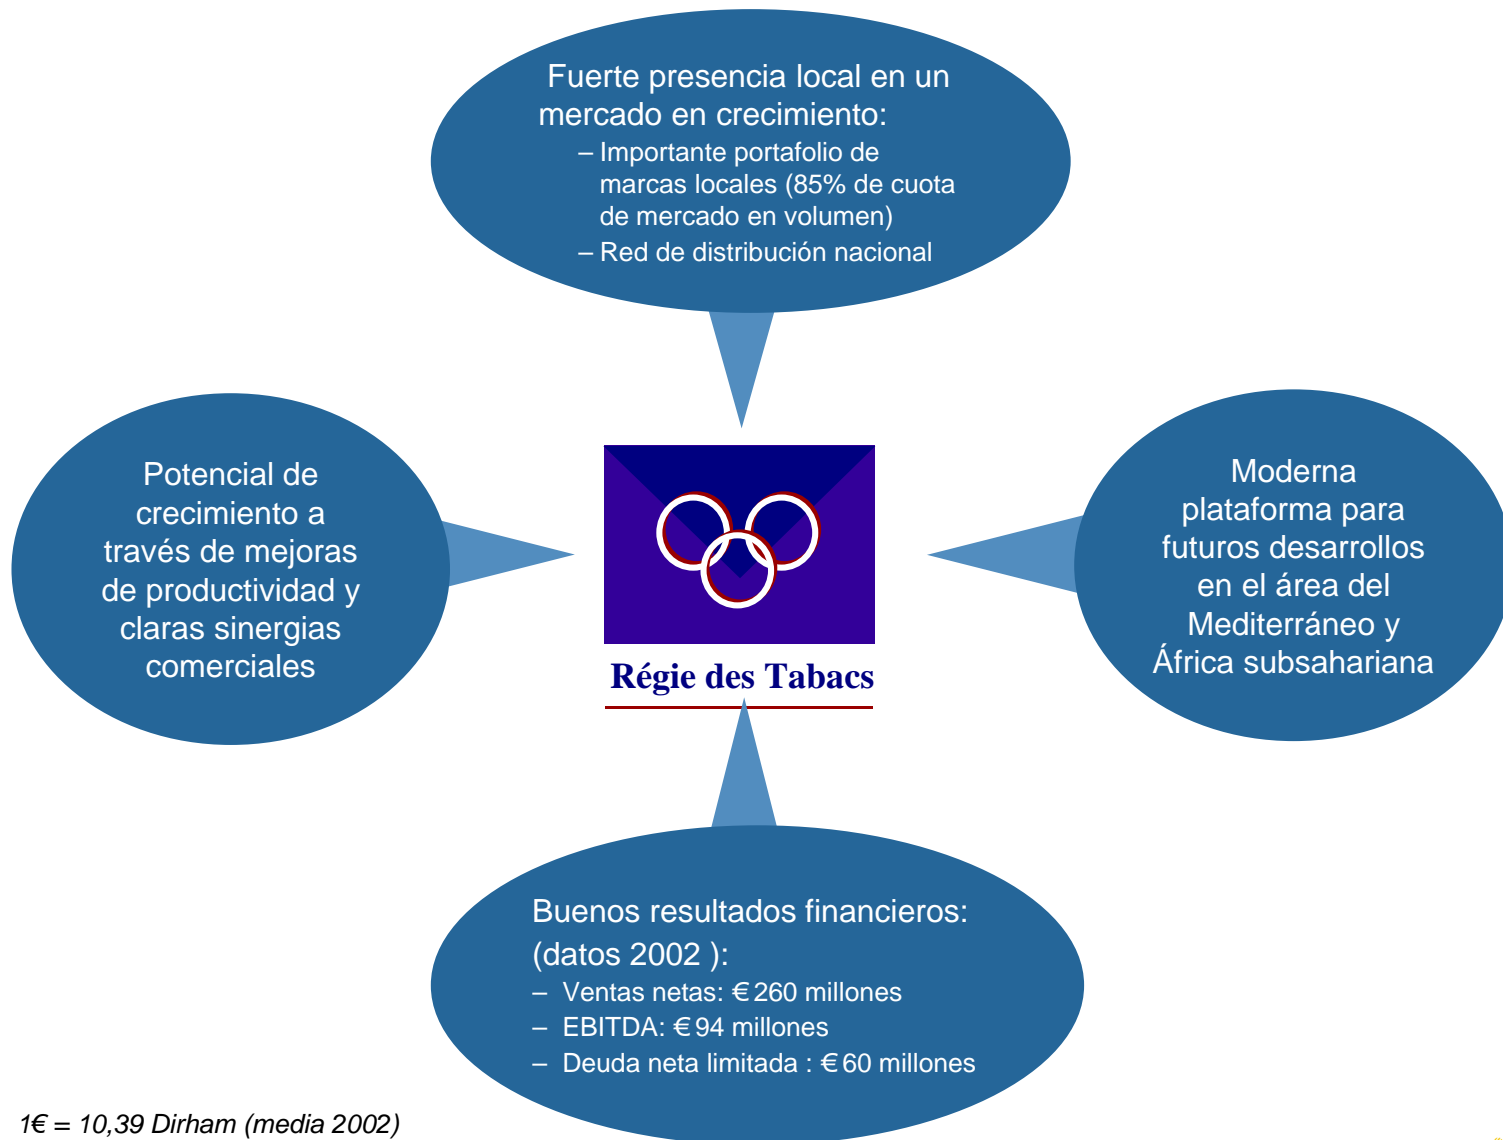 Fuerte presencia local en un
mercado en crecimiento:
– Importante portafolio de
marcas locales (85% de cuota
de mercado en volumen)
– Red de distribución nacional
Potencial de
crecimiento a
través de mejoras
de productividad y
claras sinergias
comerciales
Régie des Tabacs
Moderna
plataforma para
futuros desarrollos
en el área del
Mediterráneo y
África subsahariana
Buenos resultados financieros:
(datos 2002 ):
– Ventas netas: € 260 millones
– EBITDA: € 94 millones
– Deuda neta limitada : € 60 millones
1€ = 10,39 Dirham (media 2002)